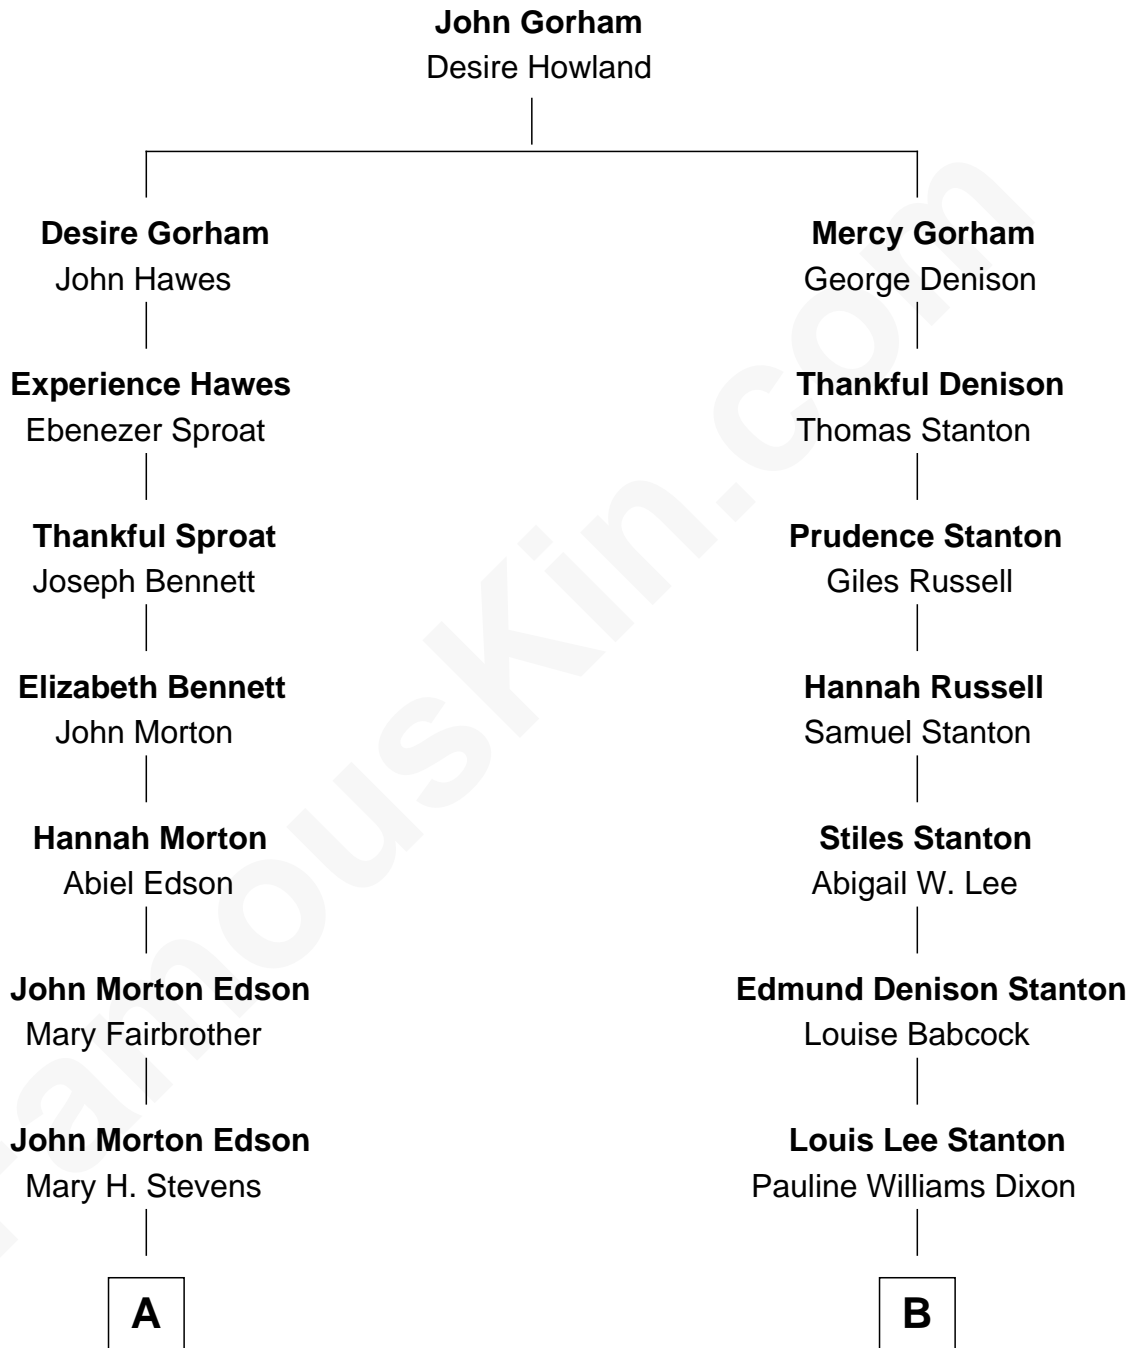 John Gorham
Desire Howland
Desire Gorham
John Hawes
Mercy Gorham
George Denison
Experience Hawes
Ebenezer Sproat
Thankful Denison
Thomas Stanton
Thankful Sproat
Joseph Bennett
Prudence Stanton
Giles Russell
Elizabeth Bennett
John Morton
Hannah Russell
Samuel Stanton
Hannah Morton
Abiel Edson
Stiles Stanton
Abigail W. Lee
John Morton Edson
Mary Fairbrother
Edmund Denison Stanton
Louise Babcock
John Morton Edson
Mary H. Stevens
Louis Lee Stanton
Pauline Williams Dixon
A
B
FamousKin.com